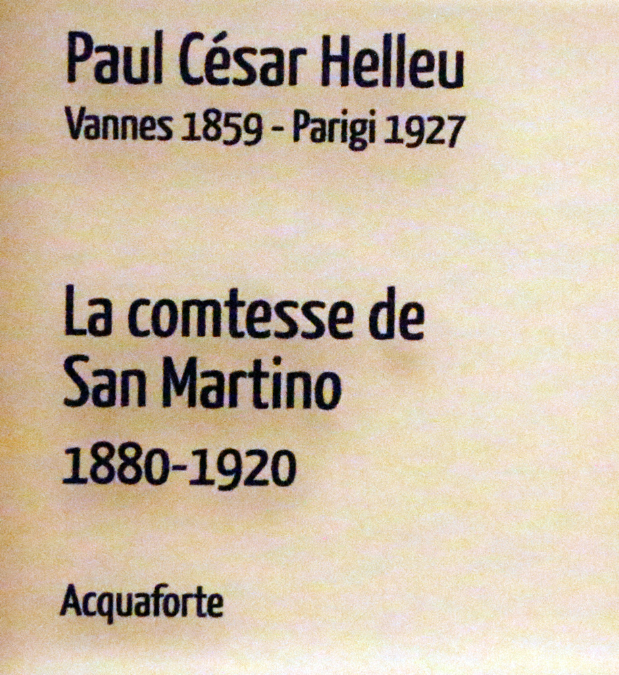 Paul César Helleu
Vannes 1859 - Parigi 1927
La comtesse de
San Martino
1880-1920
Acquaforte